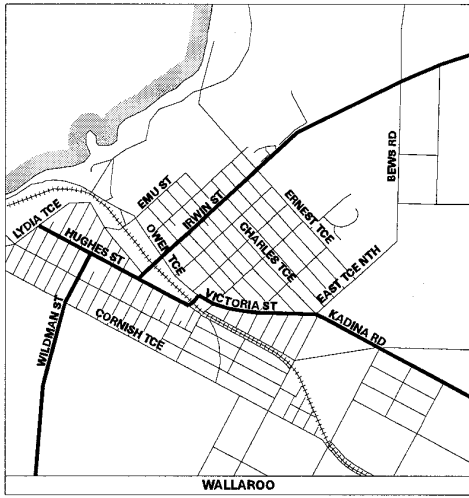 BEWS RD
EMU ST
IRWIN ST
ERNEST TCE
LYDIA TCE
OWEN TCE
CHARLES TCE
HUGHES ST
EAST TCE NTH
VICTORIA ST
CORNISH TCE
KADINA RD
WILDMAN ST
WALLAROO